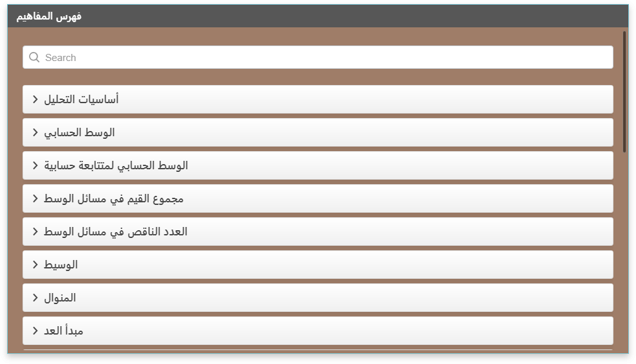 فهرس المفاهيم
Search
أساسيات التحليل
الوسط الحسابي
الوسط الحسابي لمتتابعة حسابية
مجموع القيم في مسائل الوسط
العدد الناقص في مسائل الوسط
الوسيط
المنوال
مبدأ العد